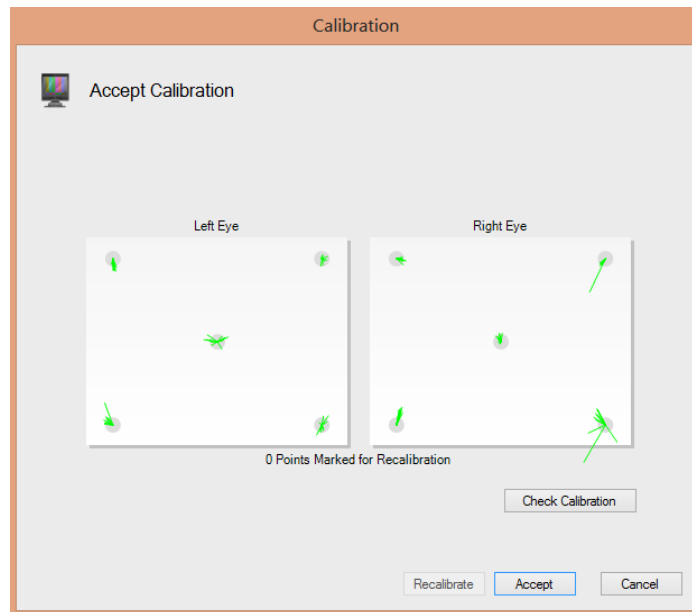 Calibration
Accept Calibration
Left Eye
Right Eye
0 Points Marked for Recalibration
Check Calibration
Recalibrate
Accept
Cancel